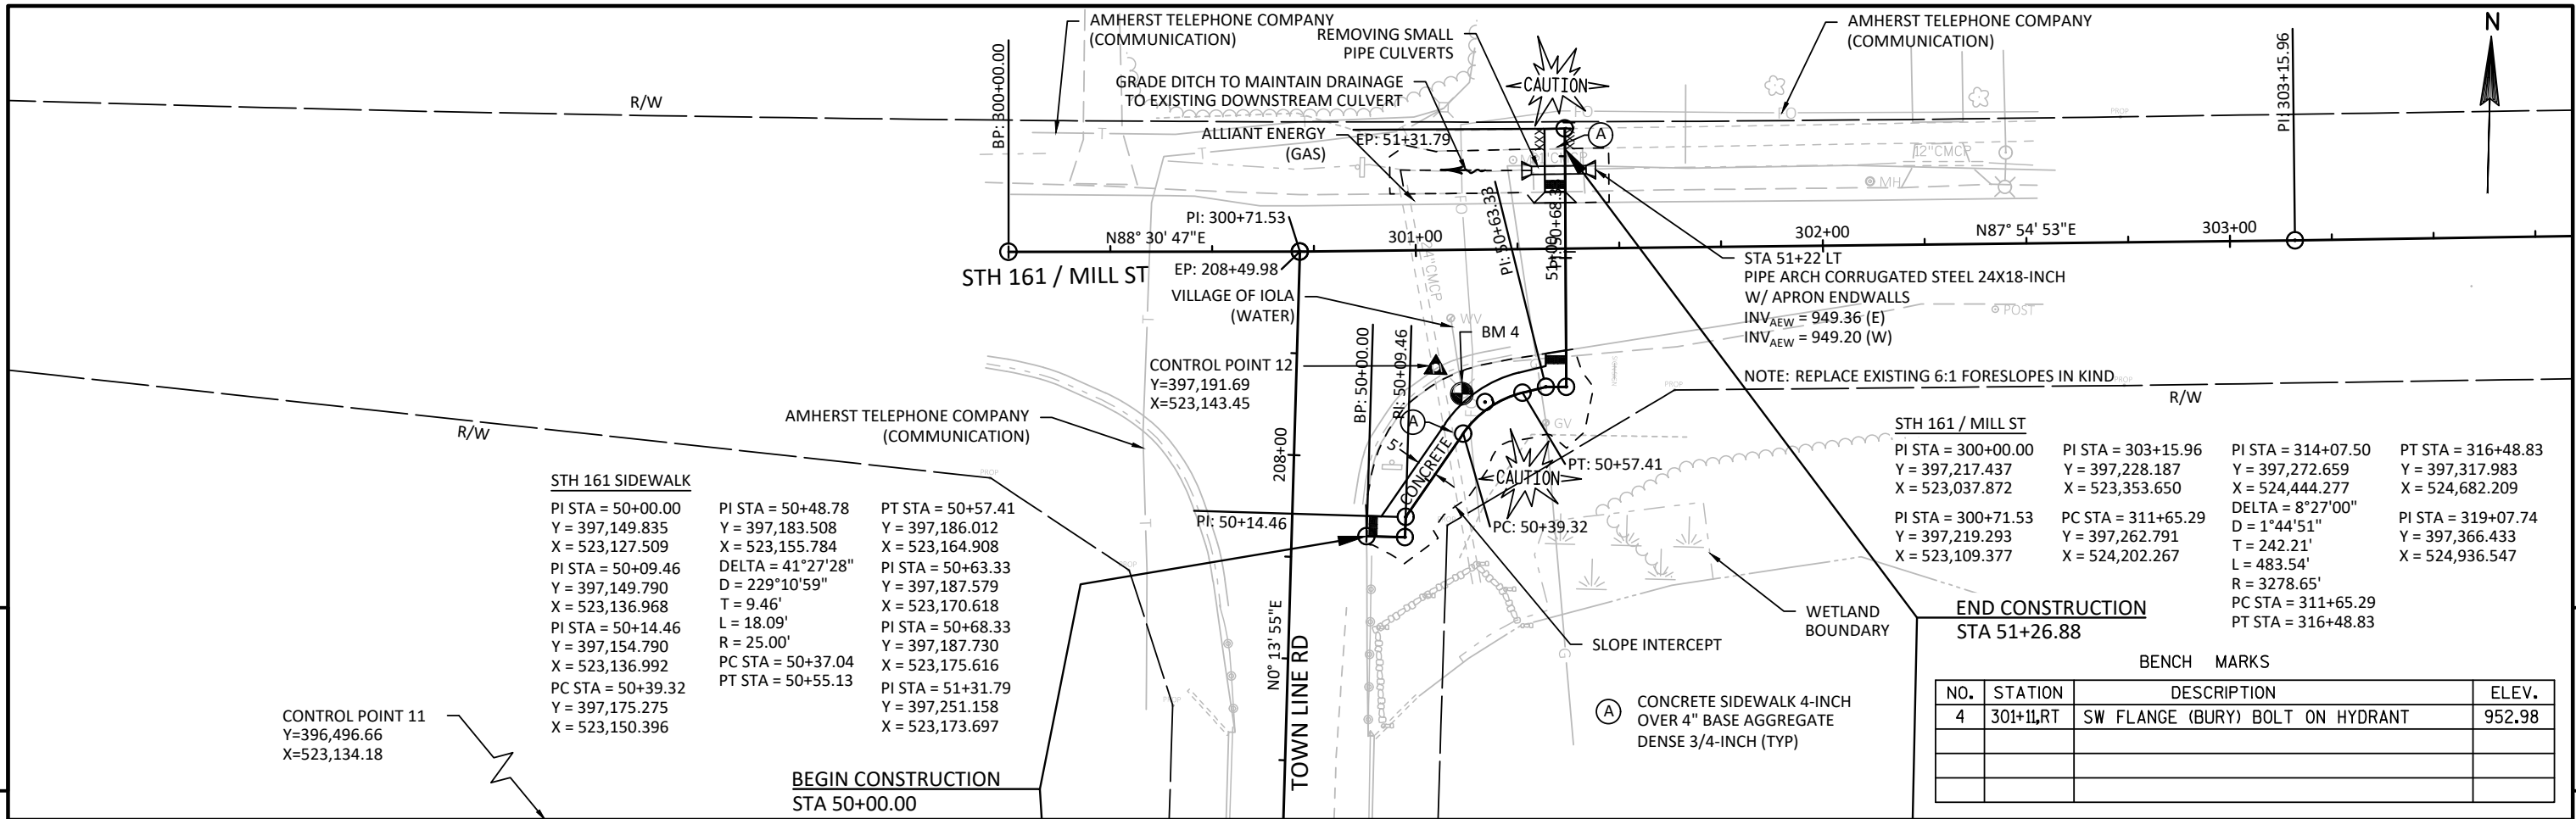 AMHERST TELEPHONE COMPANY
(COMMUNICATION)
REMOVING SMALL
PIPE CULVERTS
GRADE DITCH TO MAINTAIN DRAINAGE
TO EXISTING DOWNSTREAM CULVERT
ALLIANT ENERGY
(GAS)
CAUTION
AMHERST TELEPHONE COMPANY
(COMMUNICATION)
N
R/W
BP: 300+00.00
PI: 303+15.96
EP: 51+31.79
A
T
T
T
FO
FO
PROP
12"CMCP
MH
PI: 300+71.53
N88° 30' 47"E
301+00
302+00
N87° 54' 53"E
303+00
PI: 50+63.33
PI: 50+68.33
51+00
FO
24"CMCP
STH 161 / MILL ST
EP: 208+49.98
VILLAGE OF IOLA
(WATER)
WV
BM 4
STA 51+22 LT
PIPE ARCH CORRUGATED STEEL 24X18-INCH
W/ APRON ENDWALLS
INVAEW = 949.36 (E)
INVAEW = 949.20 (W)
POST
CONTROL POINT 12
Y=397,191.69
X=523,143.45
BP: 50+00.00
PI: 50+09.46
NOTE: REPLACE EXISTING 6:1 FORESLOPES IN KIND
PROP
PROP
R/W
R/W
AMHERST TELEPHONE COMPANY
(COMMUNICATION)
A
GV
5'
CONCRETE
CAUTION
PT: 50+57.41
PC: 50+39.32
PI: 50+14.46
208+00
N0° 13' 55"E
TOWN LINE RD
PROP
PROP
PROP
T
T
G
STH 161 SIDEWALK
PI STA = 50+00.00
Y = 397,149.835
X = 523,127.509
PI STA = 50+09.46
Y = 397,149.790
X = 523,136.968
PI STA = 50+14.46
Y = 397,154.790
X = 523,136.992
PC STA = 50+39.32
Y = 397,175.275
X = 523,150.396
PI STA = 50+48.78
Y = 397,183.508
X = 523,155.784
DELTA = 41°27'28"
D = 229°10'59"
T = 9.46'
L = 18.09'
R = 25.00'
PC STA = 50+37.04
PT STA = 50+55.13
PT STA = 50+57.41
Y = 397,186.012
X = 523,164.908
PI STA = 50+63.33
Y = 397,187.579
X = 523,170.618
PI STA = 50+68.33
Y = 397,187.730
X = 523,175.616
PI STA = 51+31.79
Y = 397,251.158
X = 523,173.697
STH 161 / MILL ST
PI STA = 300+00.00
Y = 397,217.437
X = 523,037.872
PI STA = 300+71.53
Y = 397,219.293
X = 523,109.377
PI STA = 303+15.96
Y = 397,228.187
X = 523,353.650
PC STA = 311+65.29
Y = 397,262.791
X = 524,202.267
PI STA = 314+07.50
Y = 397,272.659
X = 524,444.277
DELTA = 8°27'00"
D = 1°44'51"
T = 242.21'
L = 483.54'
R = 3278.65'
PC STA = 311+65.29
PT STA = 316+48.83
PT STA = 316+48.83
Y = 397,317.983
X = 524,682.209
PI STA = 319+07.74
Y = 397,366.433
X = 524,936.547
WETLAND
BOUNDARY
SLOPE INTERCEPT
END CONSTRUCTION
STA 51+26.88
CONTROL POINT 11
Y=396,496.66
X=523,134.18
BEGIN CONSTRUCTION
STA 50+00.00
A CONCRETE SIDEWALK 4-INCH
OVER 4" BASE AGGREGATE
DENSE 3/4-INCH (TYP)
BENCH MARKS
NO. STATION DESCRIPTION ELEV.
4 301+11,RT SW FLANGE (BURY) BOLT ON HYDRANT 952.98